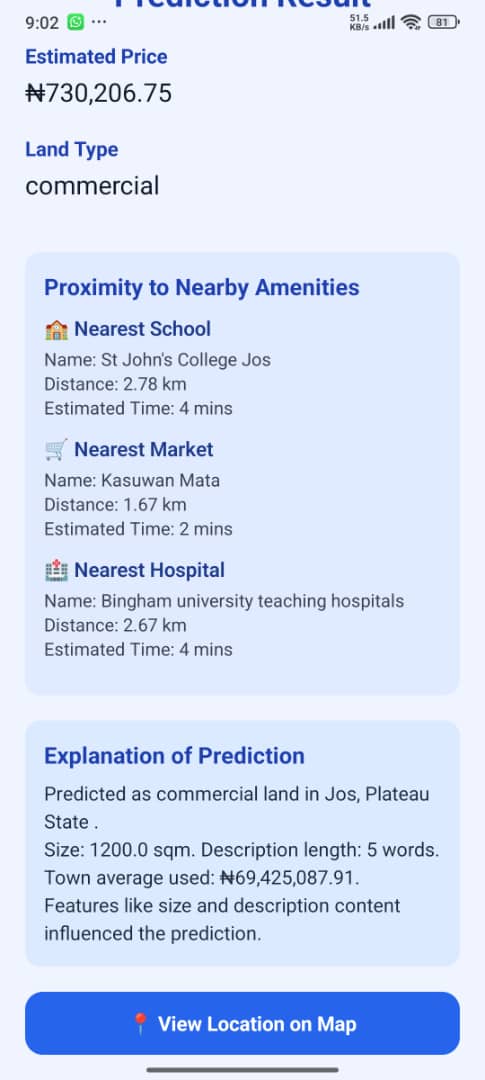 Prediction Result
9:02
51.5
KB/s
81
Estimated Price
₦730,206.75
Land Type
commercial
Proximity to Nearby Amenities
Nearest School
Name: St John's College Jos
Distance: 2.78 km
Estimated Time: 4 mins
Nearest Market
Name: Kasuwan Mata
Distance: 1.67 km
Estimated Time: 2 mins
Nearest Hospital
Name: Bingham university teaching hospitals
Distance: 2.67 km
Estimated Time: 4 mins
Explanation of Prediction
Predicted as commercial land in Jos, Plateau
State .
Size: 1200.0 sqm. Description length: 5 words.
Town average used: ₦69,425,087.91.
Features like size and description content
influenced the prediction.
View Location on Map